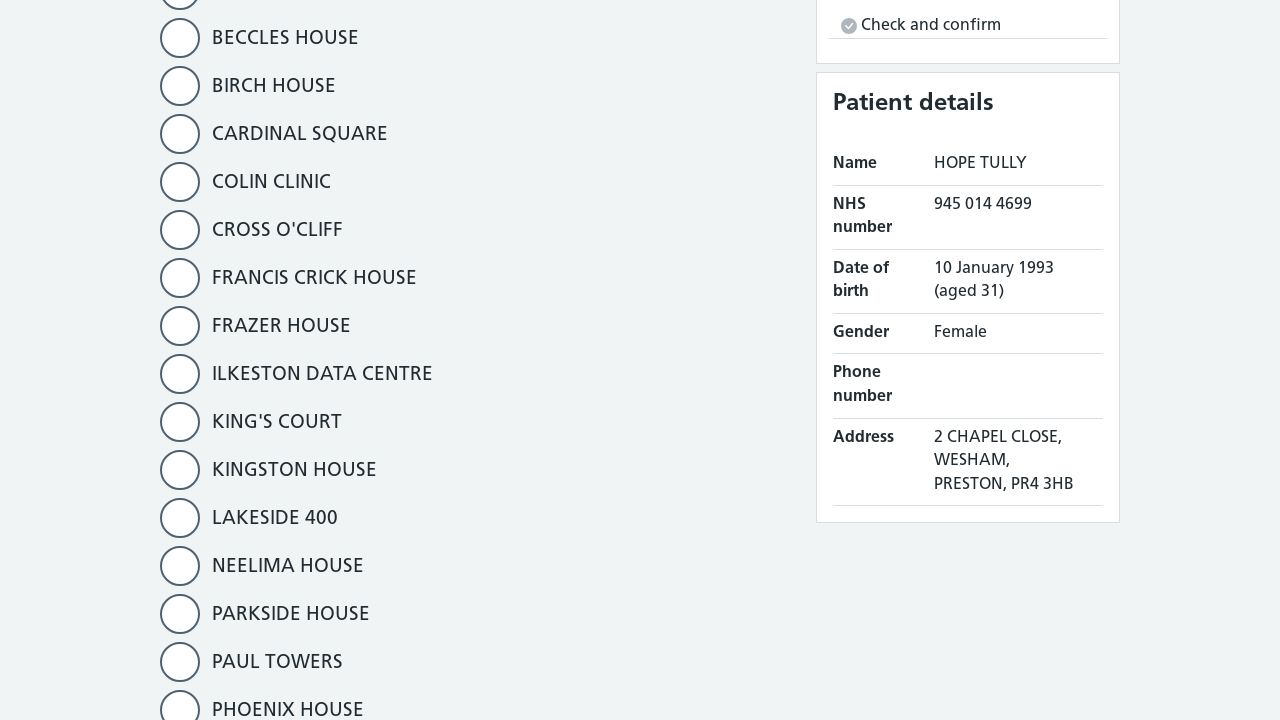 BECCLES HOUSE
BIRCH HOUSE
CARDINAL SQUARE
COLIN CLINIC
CROSS O'CLIFF
FRANCIS CRICK HOUSE
FRAZER HOUSE
ILKESTON DATA CENTRE
KING'S COURT
KINGSTON HOUSE
LAKESIDE 400
NEELIMA HOUSE
PARKSIDE HOUSE
PAUL TOWERS
PHOENIX HOUSE
Check and confirm
Patient details
Name HOPE TULLY
NHS number 945 014 4699
Date of birth 10 January 1993
(aged 31)
Gender Female
Phone number
Address 2 CHAPEL CLOSE,
WESHAM,
PRESTON, PR4 3HB